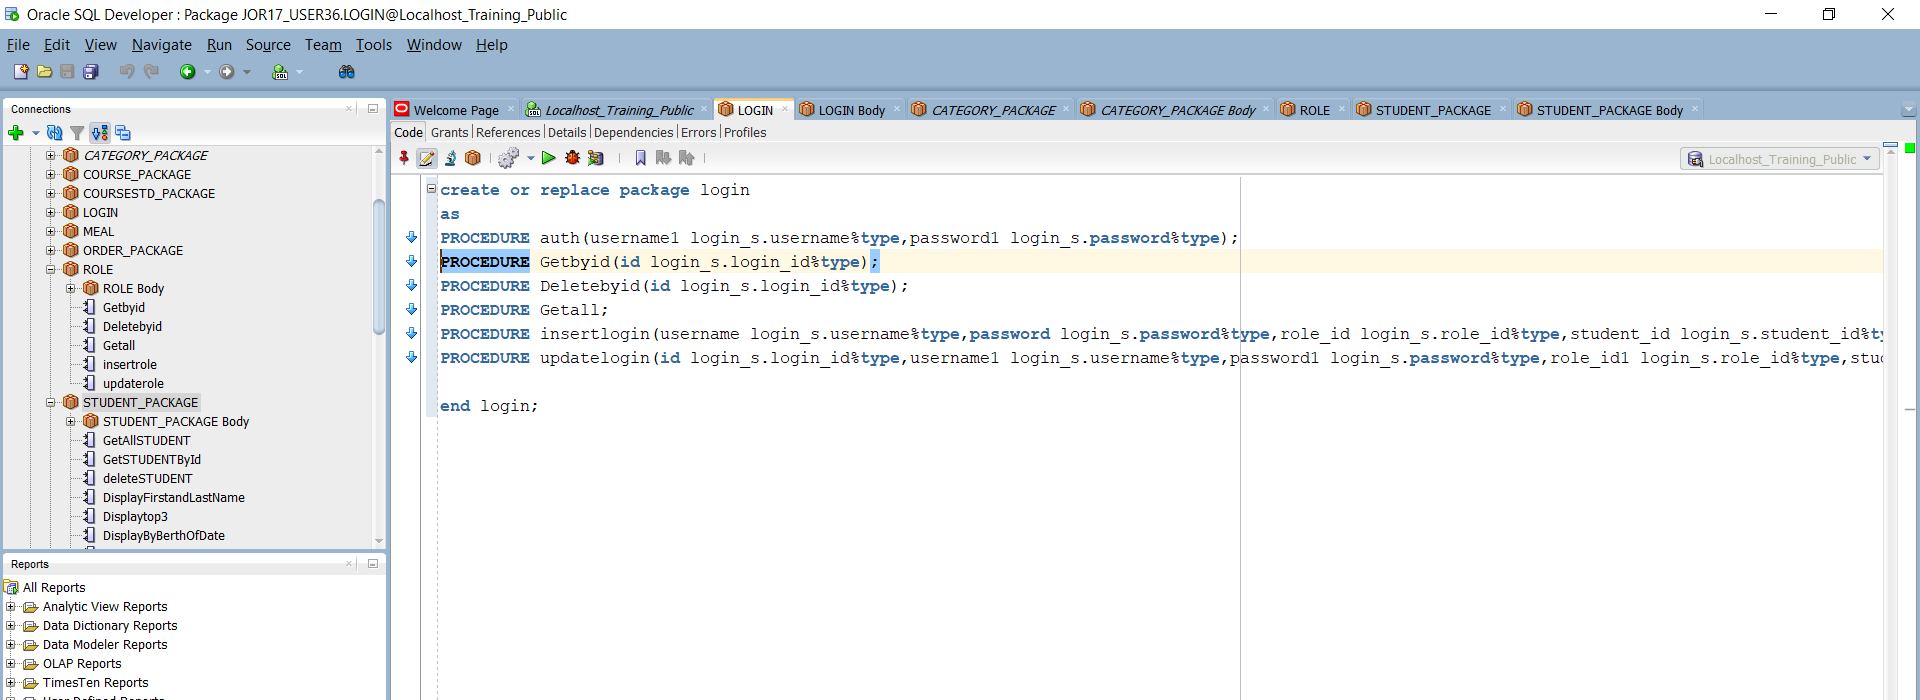 Oracle SQL Developer : Package JOR17_USER36.LOGIN@Localhost_Training_Public
File Edit View Navigate Run Source Team Tools Window Help
Connections
CATEGORY_PACKAGE
COURSE_PACKAGE
COURSESTD_PACKAGE
LOGIN
MEAL
ORDER_PACKAGE
ROLE
ROLE Body
Getbyid
Deletebyid
Getall
insertrole
updaterole
STUDENT_PACKAGE
STUDENT_PACKAGE Body
GetAllSTUDENT
GetSTUDENTById
deleteSTUDENT
DisplayFirstandLastName
Displaytop3
DisplayByBerthOfDate
Reports
All Reports
Analytic View Reports
Data Dictionary Reports
Data Modeler Reports
OLAP Reports
TimesTen Reports
User Defined Reports
Welcome Page Localhost_Training_Public LOGIN LOGIN Body CATEGORY_PACKAGE CATEGORY_PACKAGE Body ROLE STUDENT_PACKAGE STUDENT_PACKAGE Body
Code Grants References Details Dependencies Errors Profiles
Localhost_Training_Public
create or replace package login
as
PROCEDURE auth(username1 login_s.username%type,password1 login_s.password%type);
PROCEDURE Getbyid(id login_s.login_id%type);
PROCEDURE Deletebyid(id login_s.login_id%type);
PROCEDURE Getall;
PROCEDURE insertlogin(username login_s.username%type,password login_s.password%type,role_id login_s.role_id%type,student_id login_s.student_id%ty
PROCEDURE updatelogin(id login_s.login_id%type,username1 login_s.username%type,password1 login_s.password%type,role_id1 login_s.role_id%type,stud
end login;